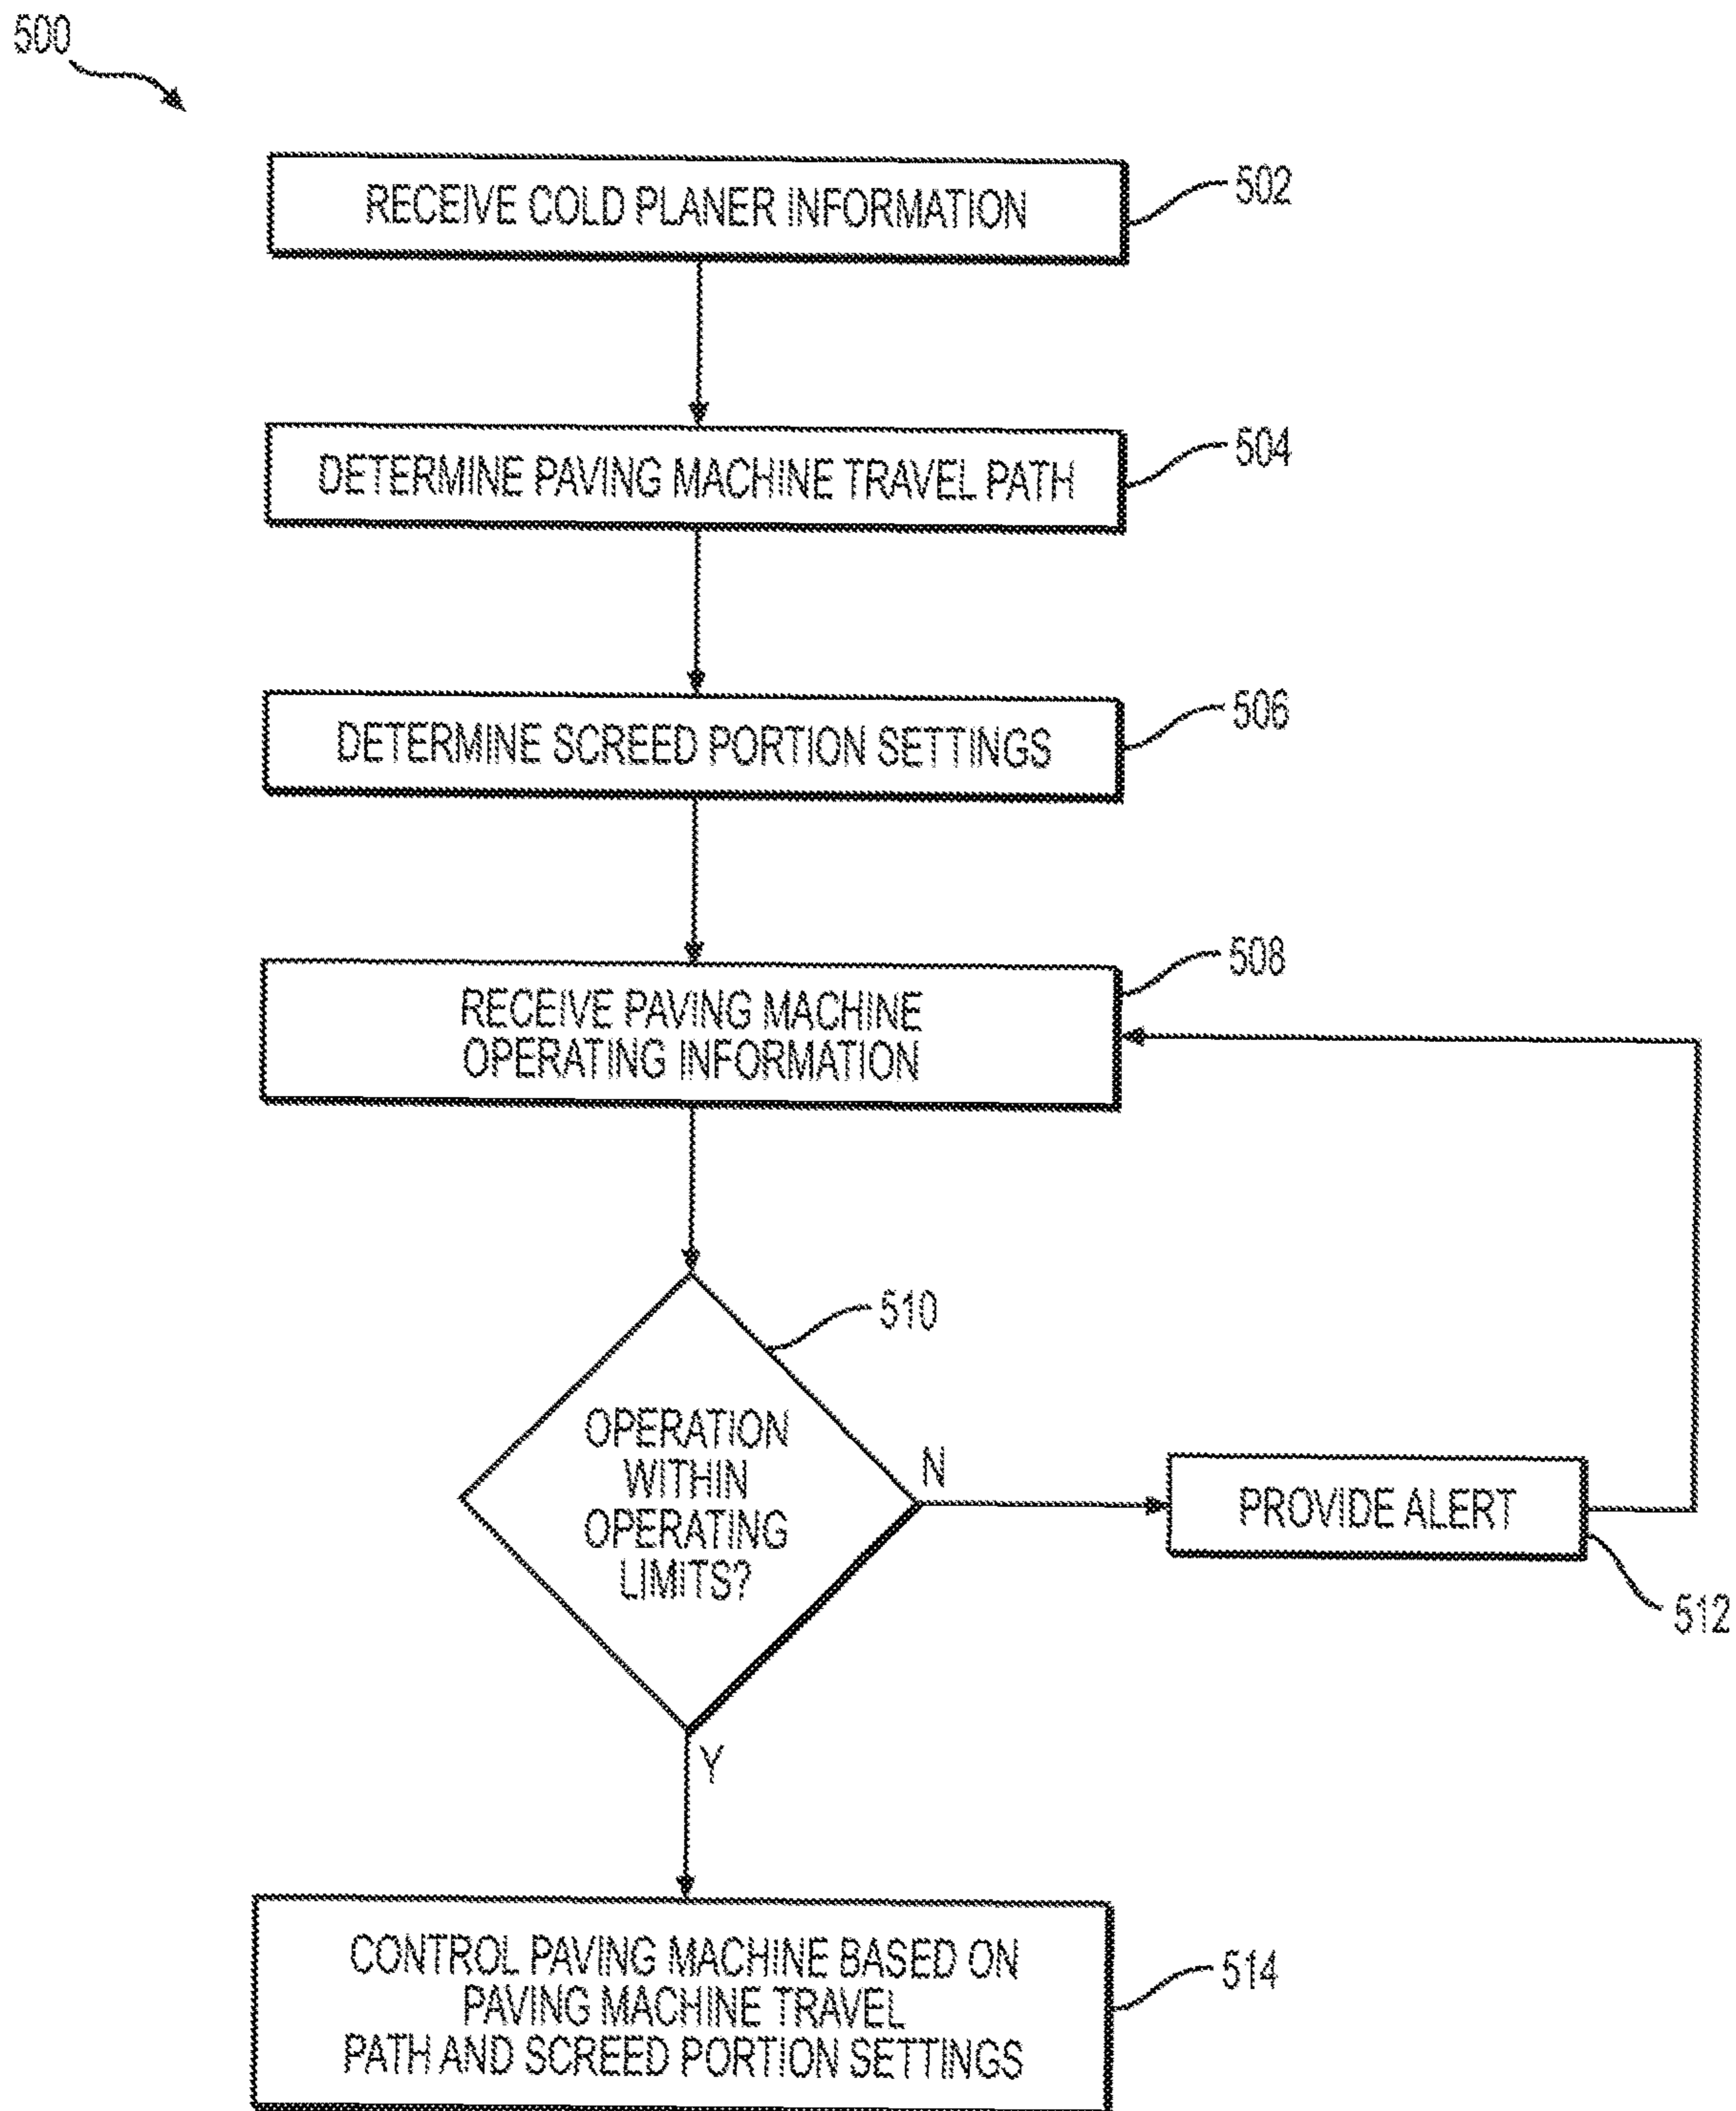 500
RECEIVE COLD PLANER INFORMATION
502
DETERMINE PAVING MACHINE TRAVEL PATH
504
DETERMINE SCREED PORTION SETTINGS
506
RECEIVE PAVING MACHINE
OPERATING INFORMATION
508
OPERATION
WITHIN
OPERATING
LIMITS?
510
N
PROVIDE ALERT
512
Y
CONTROL PAVING MACHINE BASED ON
PAVING MACHINE TRAVEL
PATH AND SCREED PORTION SETTINGS
514